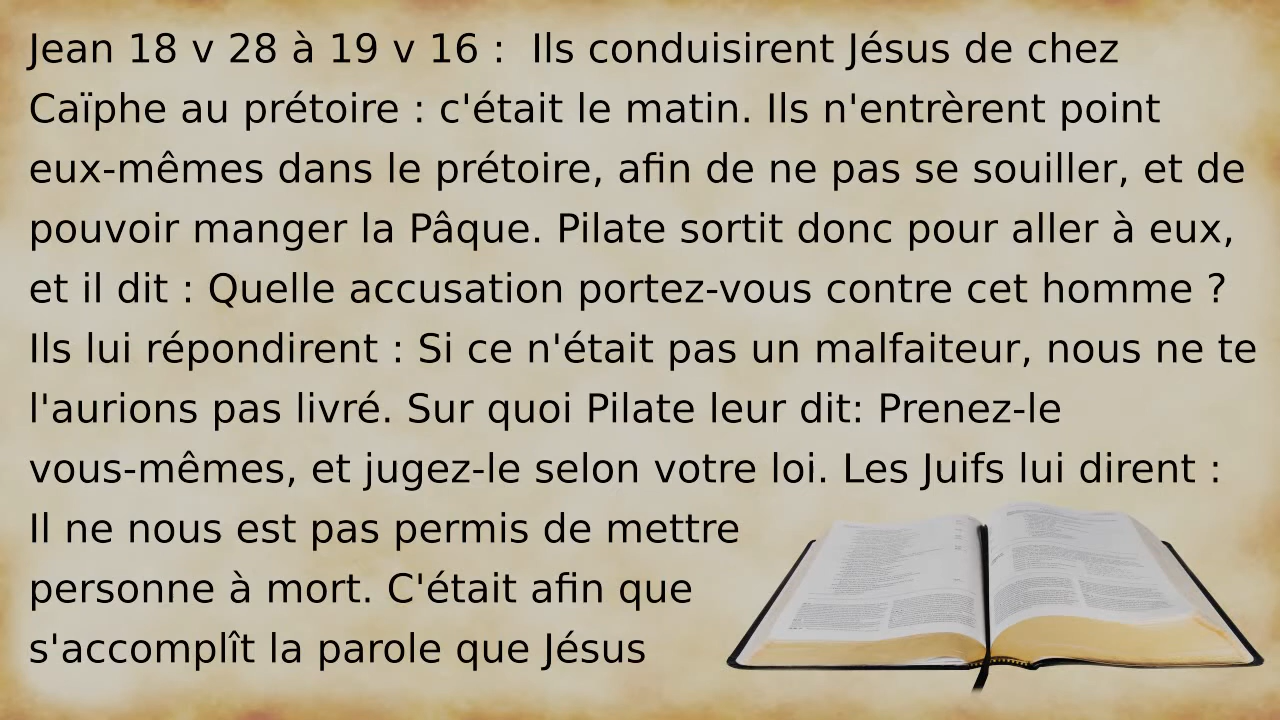 Jean 18 v 28 à 19 v 16 :  Ils conduisirent Jésus de chez
Caïphe au prétoire : c'était le matin. Ils n'entrèrent point
eux-mêmes dans le prétoire, afin de ne pas se souiller, et de
pouvoir manger la Pâque. Pilate sortit donc pour aller à eux,
et il dit : Quelle accusation portez-vous contre cet homme ?
Ils lui répondirent : Si ce n'était pas un malfaiteur, nous ne te
l'aurions pas livré. Sur quoi Pilate leur dit: Prenez-le
vous-mêmes, et jugez-le selon votre loi. Les Juifs lui dirent :
Il ne nous est pas permis de mettre
personne à mort. C'était afin que
s'accomplît la parole que Jésus